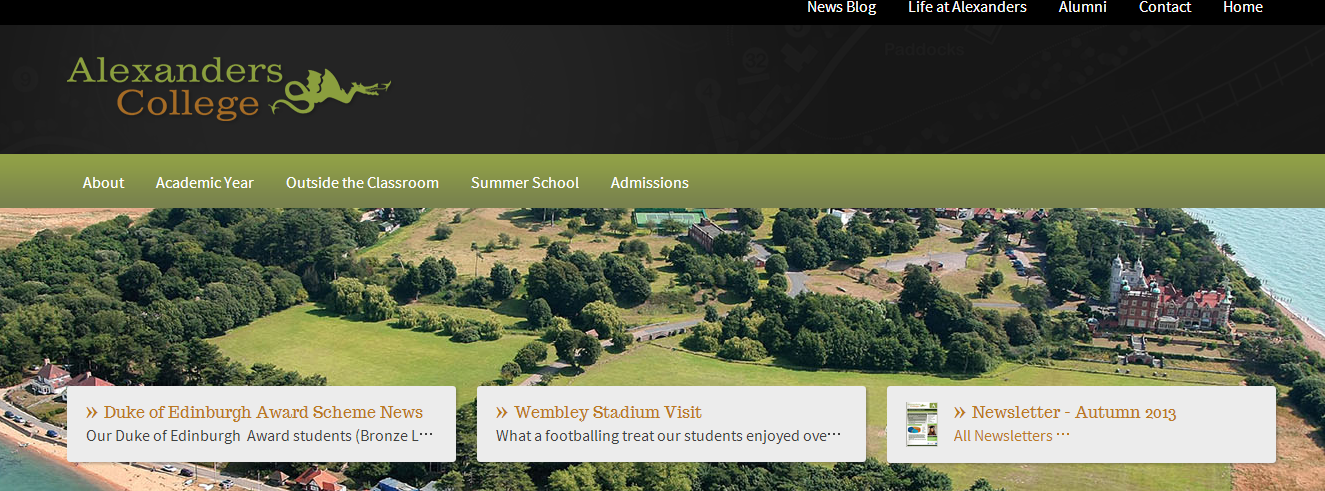 News Blog Life at Alexanders Alumni Contact Home
Paddocks
32
Alexanders
College
About Academic Year Outside the Classroom Summer School Admissions
» Duke of Edinburgh Award Scheme News
Our Duke of Edinburgh Award students (Bronze L···
» Wembley Stadium Visit
What a footballing treat our students enjoyed ove···
» Newsletter - Autumn 2013
All Newsletters ···